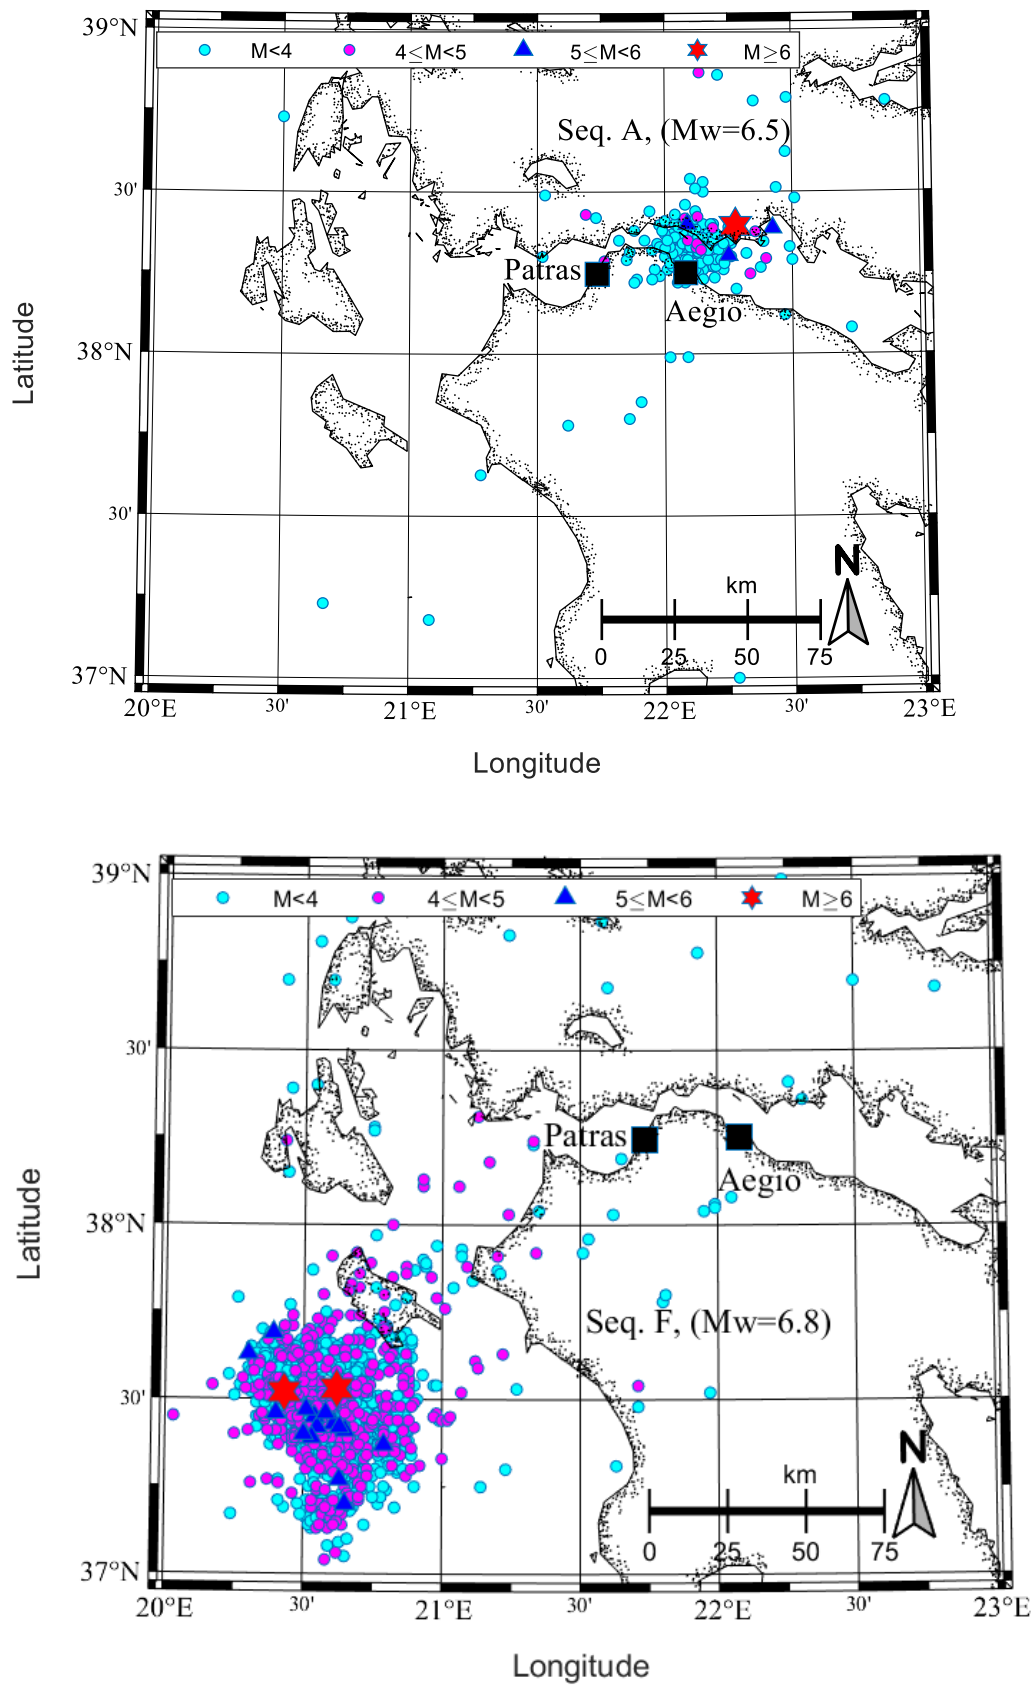 39°N
M<4 4≤M<5 5≤M<6 M≥6
Seq. A, (Mw=6.5)
30'
Patras
Aegio
Latitude
38°N
30'
N
km
0 25 50 75
37°N
20°E 30' 21°E 30' 22°E 30' 23°E
Longitude
39°N
M<4 4≤M<5 5≤M<6 M≥6
30'
Patras
Aegio
Latitude
38°N
Seq. F, (Mw=6.8)
30'
N
km
0 25 50 75
37°N
20°E 30' 21°E 30' 22°E 30' 23°E
Longitude